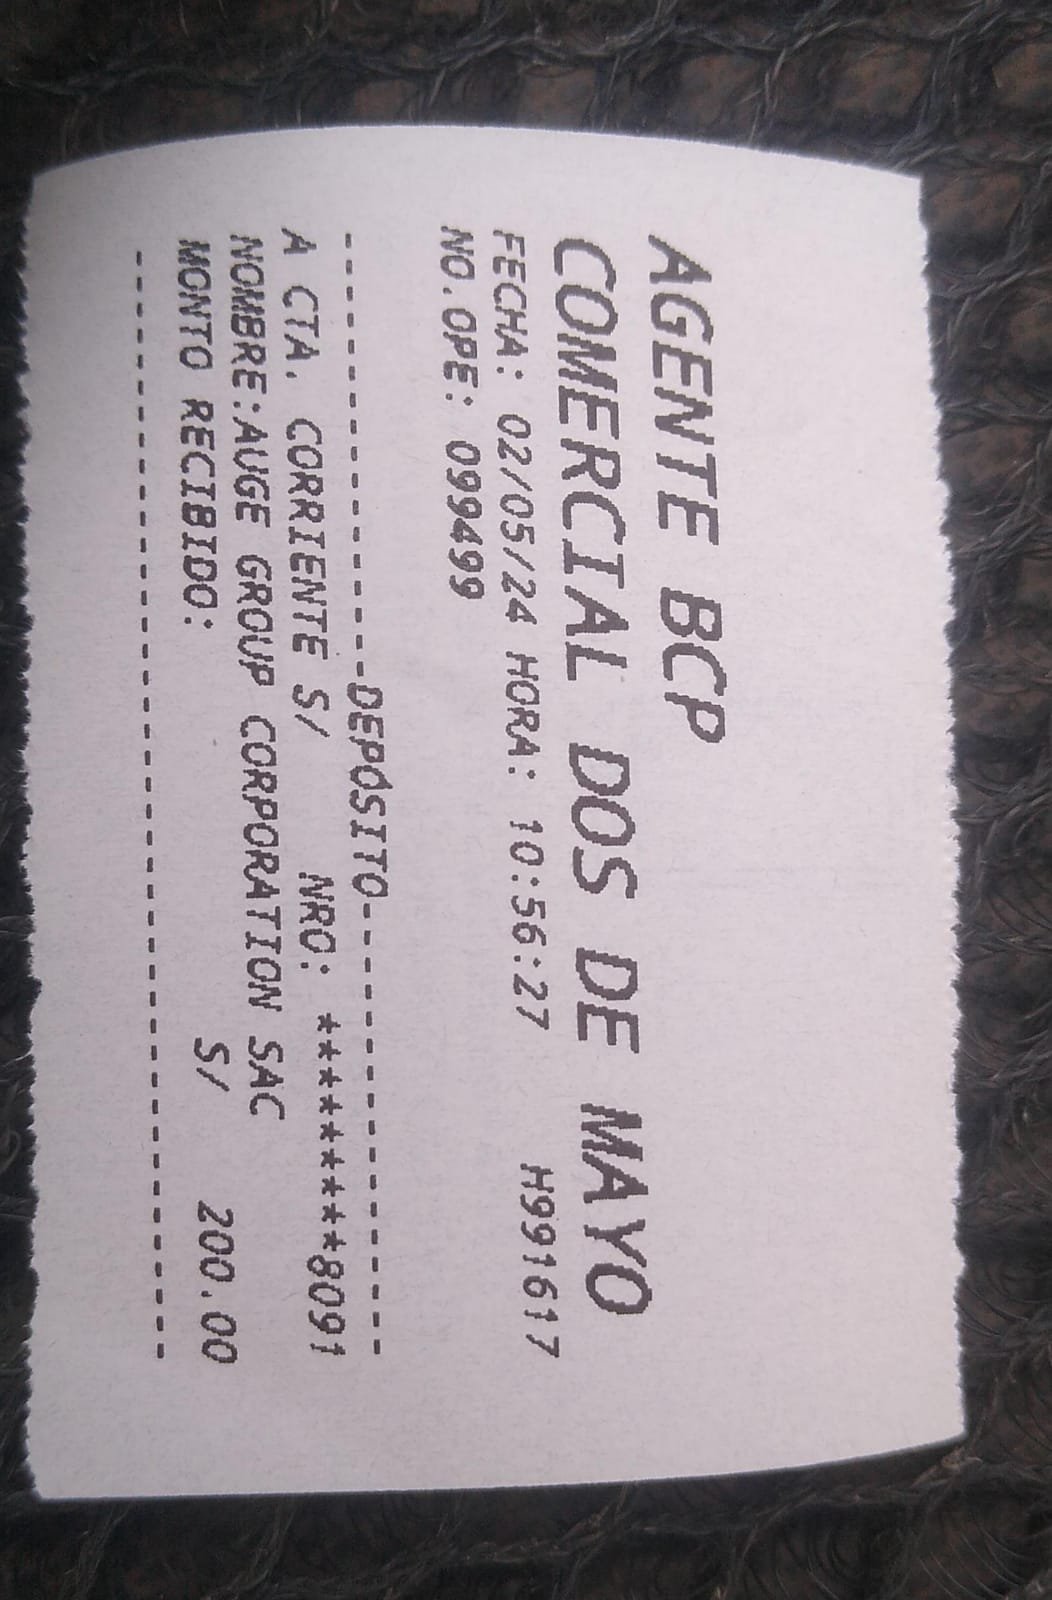 AGENTE BCP
COMERCIAL DOS DE MAYO
FECHA: 02/05/24 HORA: 10:56:27 H991617
NO.OPE: 099499
-------------------DEPOSITO-------------------
A CTA. CORRIENTE S/ NRO: *********8091
NOMBRE:AUGE GROUP CORPORATION SAC
MONTO RECIBIDO: S/ 200.00
----------------------------------------